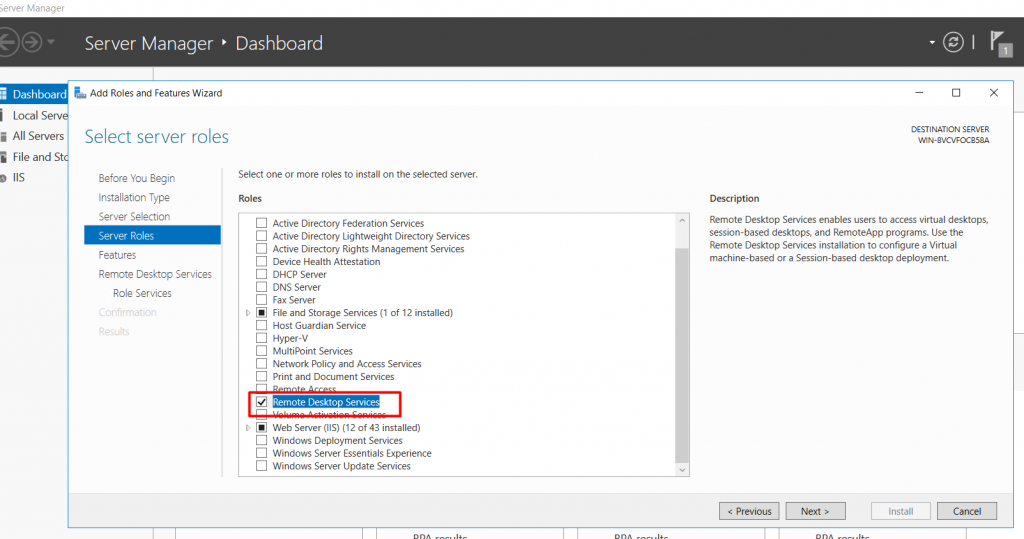 Server Manager
Server Manager ‣ Dashboard
1
Dashboard
Local Serve
All Servers
File and Sto
IIS
Add Roles and Features Wizard
Select server roles
DESTINATION SERVER
WIN-8VCVFOCB58A
Before You Begin
Installation Type
Server Selection
Server Roles
Features
Remote Desktop Services
Role Services
Confirmation
Results
Select one or more roles to install on the selected server.
Roles
Active Directory Federation Services
Active Directory Lightweight Directory Services
Active Directory Rights Management Services
Device Health Attestation
DHCP Server
DNS Server
Fax Server
File and Storage Services (1 of 12 installed)
Host Guardian Service
Hyper-V
MultiPoint Services
Network Policy and Access Services
Print and Document Services
Remote Access
Remote Desktop Services
Volume Activation Services
Web Server (IIS) (12 of 43 installed)
Windows Deployment Services
Windows Server Essentials Experience
Windows Server Update Services
Description
Remote Desktop Services enables users to access virtual desktops,
session-based desktops, and RemoteApp programs. Use the
Remote Desktop Services installation to configure a Virtual
machine-based or a Session-based desktop deployment.
< Previous
Next >
Install
Cancel
BPA results
BPA results
BPA results